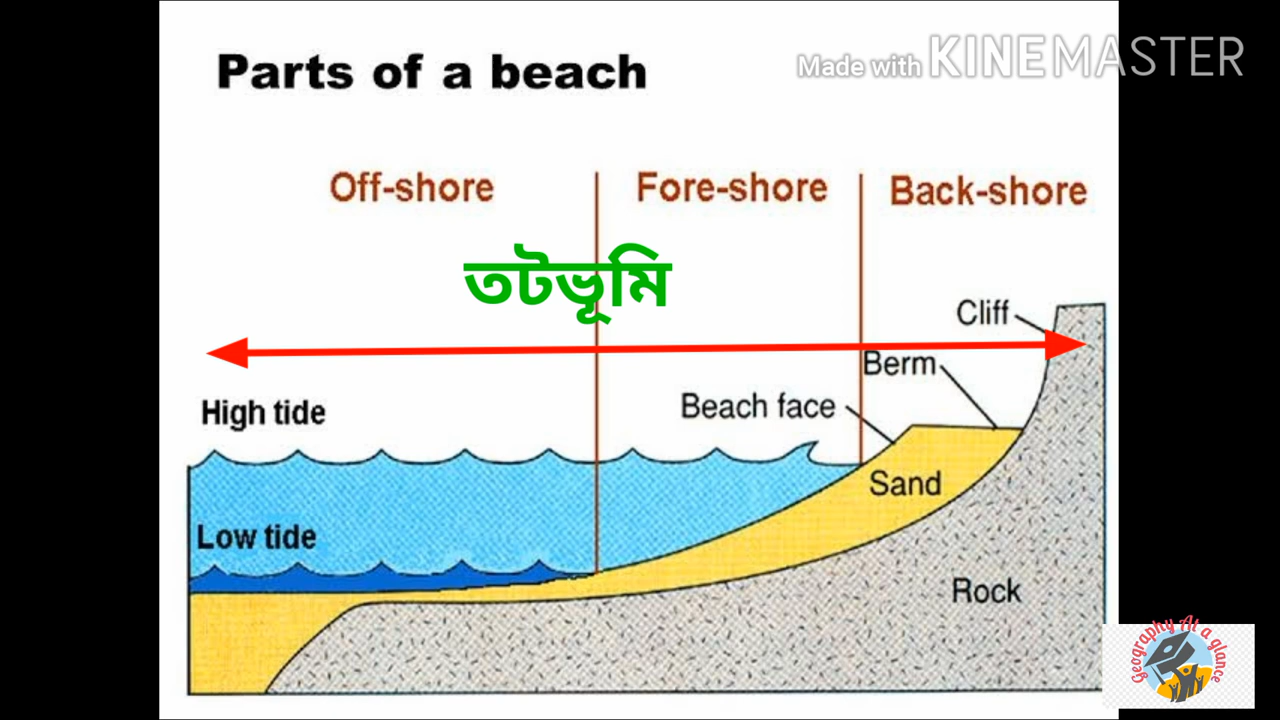 Parts of a beach
Made with KINEMASTER
Off-shore
Fore-shore
Back-shore
তটভূমি
Cliff
Berm
Beach face
High tide
Sand
Low tide
Rock
Geography At a glance